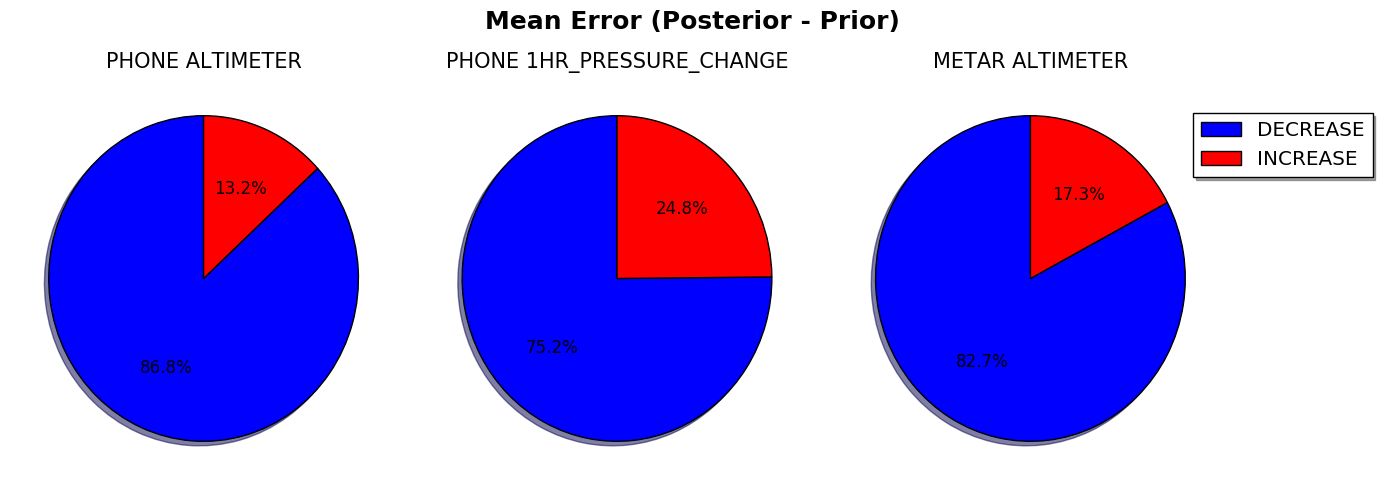 Mean Error (Posterior - Prior)
PHONE ALTIMETER
PHONE 1HR_PRESSURE_CHANGE
METAR ALTIMETER
13.2%
86.8%
24.8%
75.2%
17.3%
82.7%
DECREASE
INCREASE